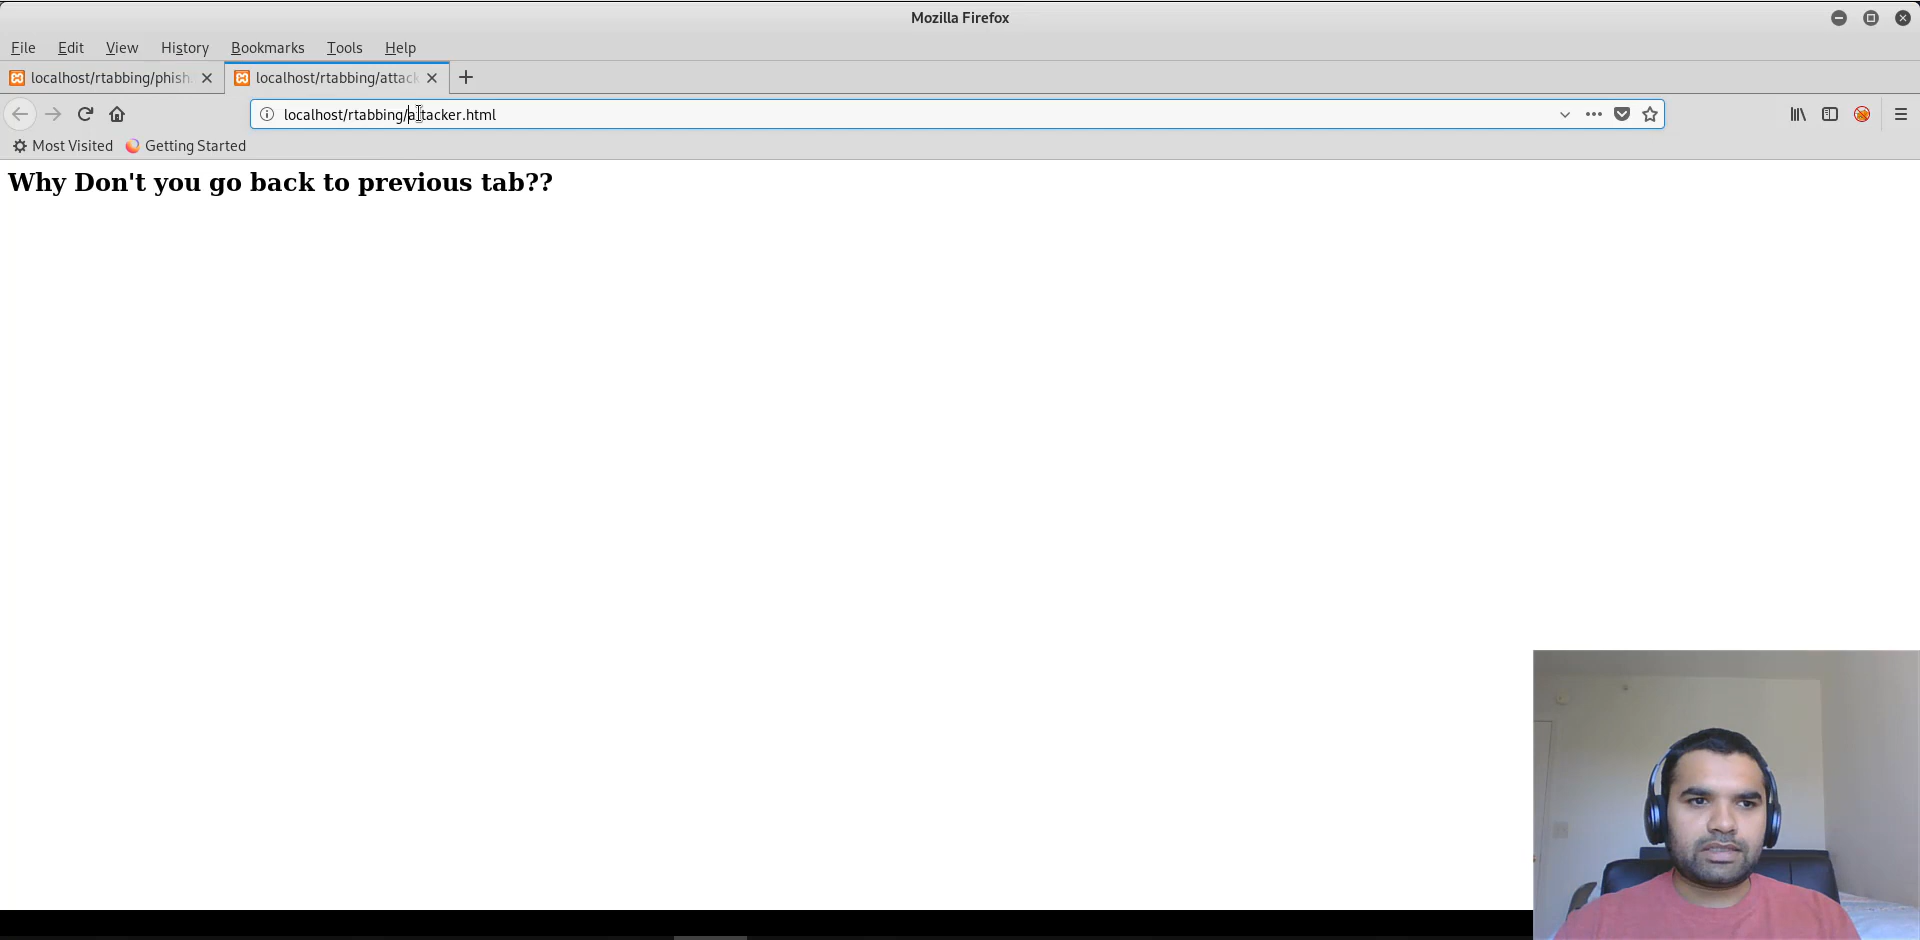 Mozilla Firefox
File Edit View History Bookmarks Tools Help
localhost/rtabbing/phish localhost/rtabbing/attack
localhost/rtabbing/attacker.html
Most Visited Getting Started
Why Don't you go back to previous tab??